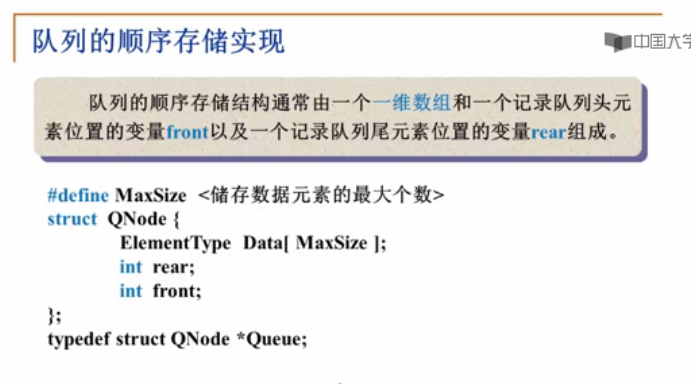 队列的顺序存储实现
中国大学
队列的顺序存储结构通常由一个一维数组和一个记录队列头元
素位置的变量front以及一个记录队列尾元素位置的变量rear组成。
#define MaxSize <储存数据元素的最大个数>
struct QNode {
ElementType Data[ MaxSize ];
int rear;
int front;
};
typedef struct QNode *Queue;